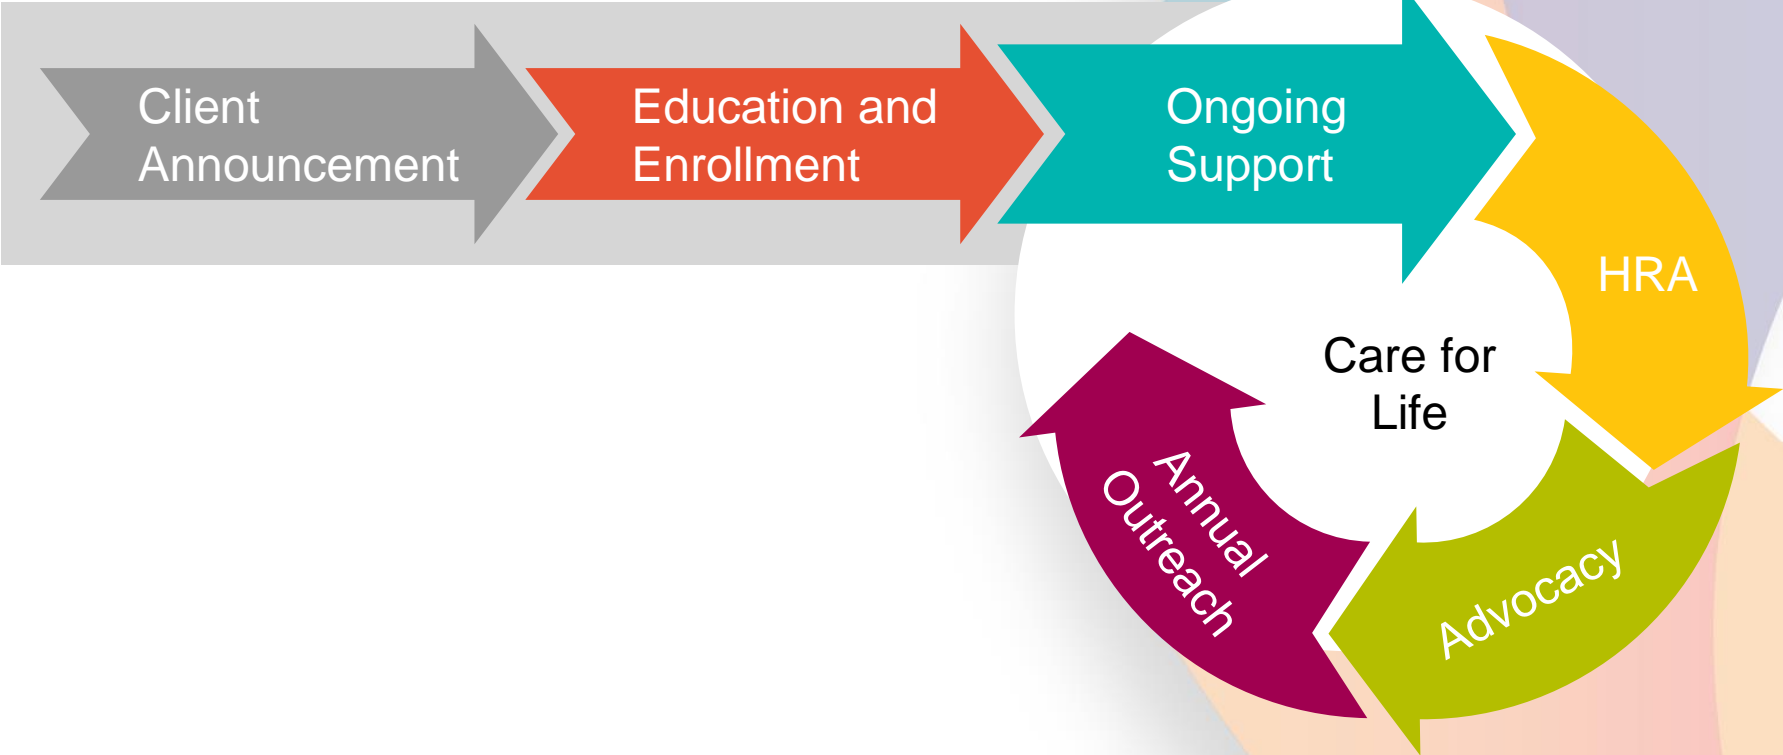 Client
Announcement
Education and
Enrollment
Ongoing
Support
HRA
Care for
Life
Annual
Outreach
Advocacy